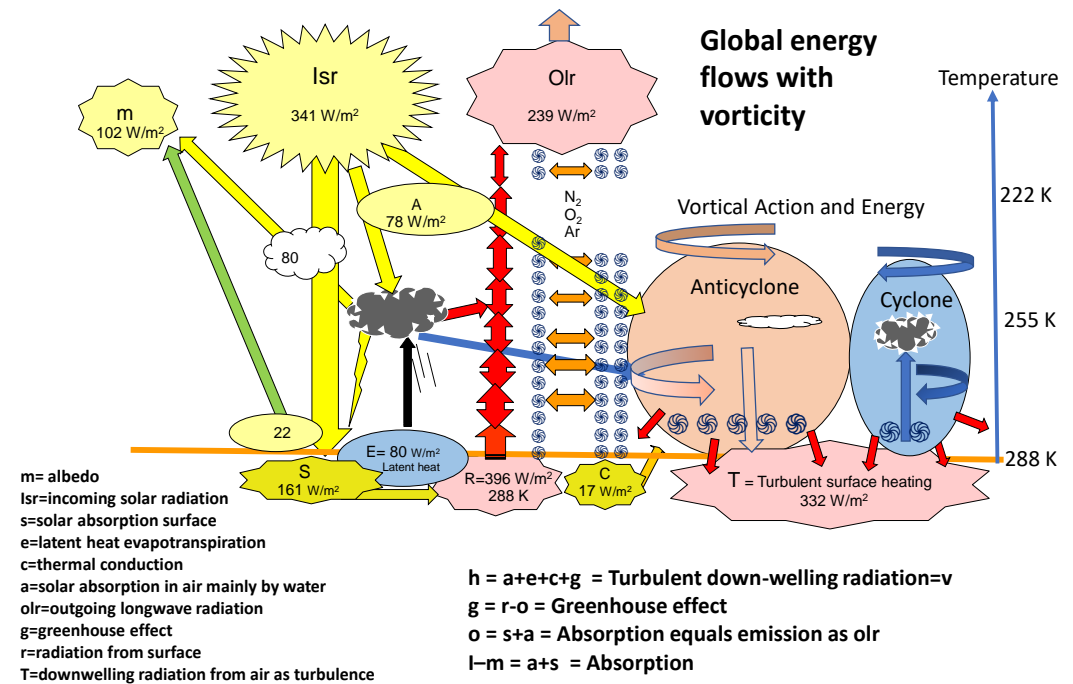 Global energy
flows with
vorticity
Isr
341 W/m²
Olr
239 W/m²
m
102 W/m²
Temperature
A
78 W/m²
N₂
O₂
Ar
222 K
Vortical Action and Energy
80
Anticyclone
Cyclone
255 K
22
E= 80 W/m²
Latent heat
288 K
S
161 W/m²
R=396 W/m²
288 K
C
17 W/m²
T = Turbulent surface heating
332 W/m²
m= albedo
Isr=incoming solar radiation
s=solar absorption surface
e=latent heat evapotranspiration
c=thermal conduction
a=solar absorption in air mainly by water
olr=outgoing longwave radiation
g=greenhouse effect
r=radiation from surface
T=downwelling radiation from air as turbulence
h = a+e+c+g = Turbulent down-welling radiation=v
g = r-o = Greenhouse effect
o = s+a = Absorption equals emission as olr
I–m = a+s = Absorption